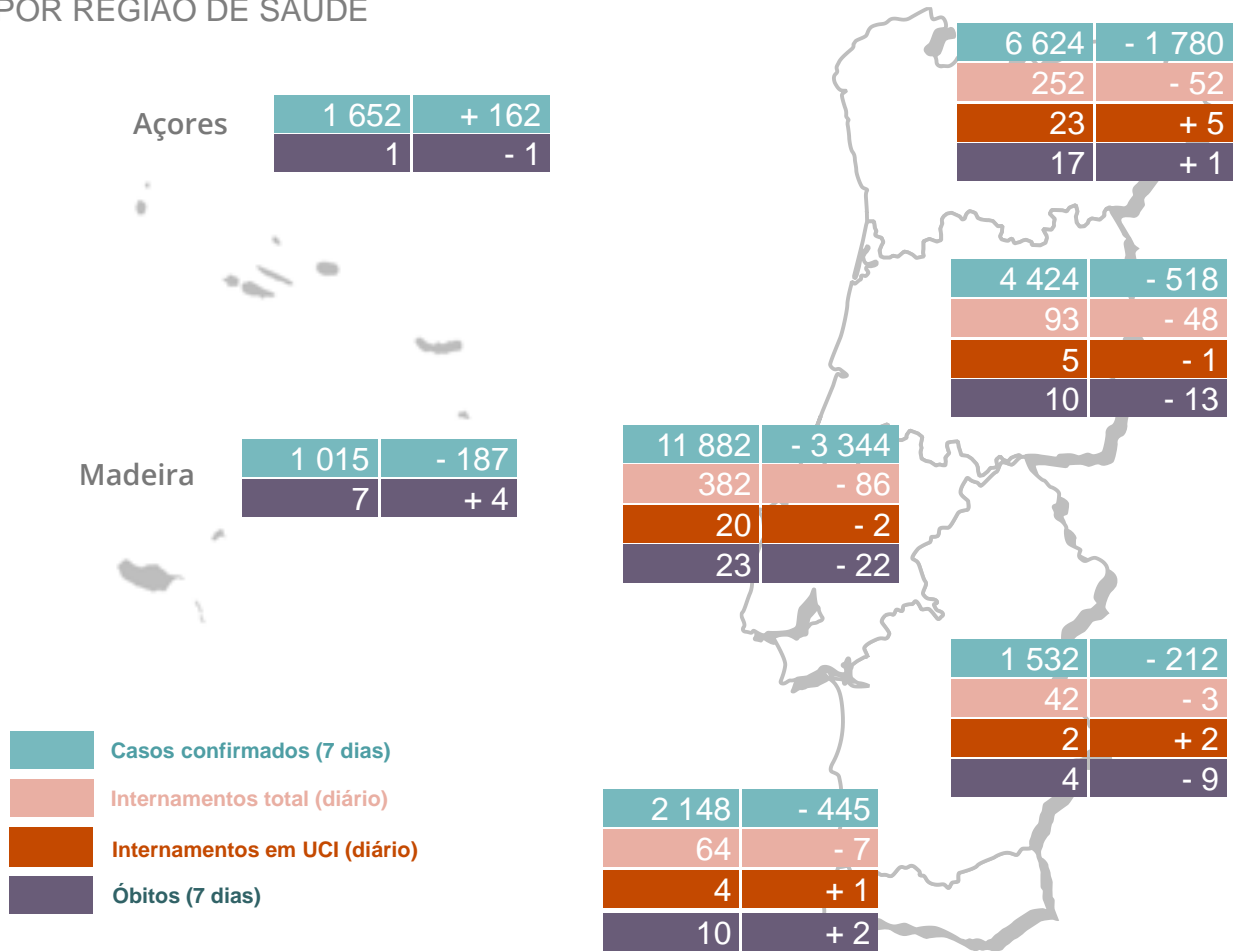 POR REGIÃO DE SAÚDE
Açores
1 652 + 162
1 - 1
6 624 - 1 780
252 - 52
23 + 5
17 + 1
4 424 - 518
93 - 48
5 - 1
10 - 13
Madeira
1 015 - 187
7 + 4
11 882 - 3 344
382 - 86
20 - 2
23 - 22
1 532 - 212
42 - 3
2 + 2
4 - 9
Casos confirmados (7 dias)
Internamentos total (diário)
Internamentos em UCI (diário)
Óbitos (7 dias)
2 148 - 445
64 - 7
4 + 1
10 + 2